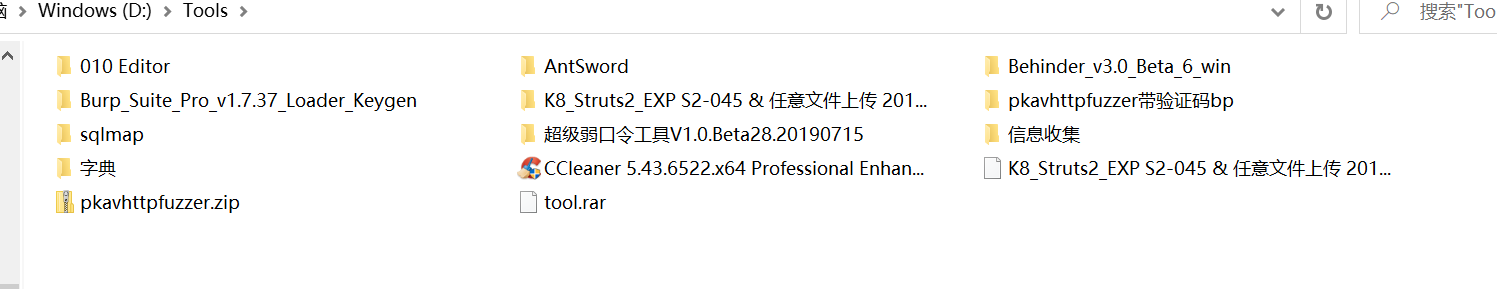 Windows (D:) Tools 搜索"Too
010 Editor AntSword Behinder_v3.0_Beta_6_win
Burp_Suite_Pro_v1.7.37_Loader_Keygen K8_Struts2_EXP S2-045 & 任意文件上传 201... pkavhttpfuzzer带验证码bp
sqlmap 超级弱口令工具V1.0.Beta28.20190715 信息收集
字典 CCleaner 5.43.6522.x64 Professional Enhan... K8_Struts2_EXP S2-045 & 任意文件上传 201...
pkavhttpfuzzer.zip tool.rar